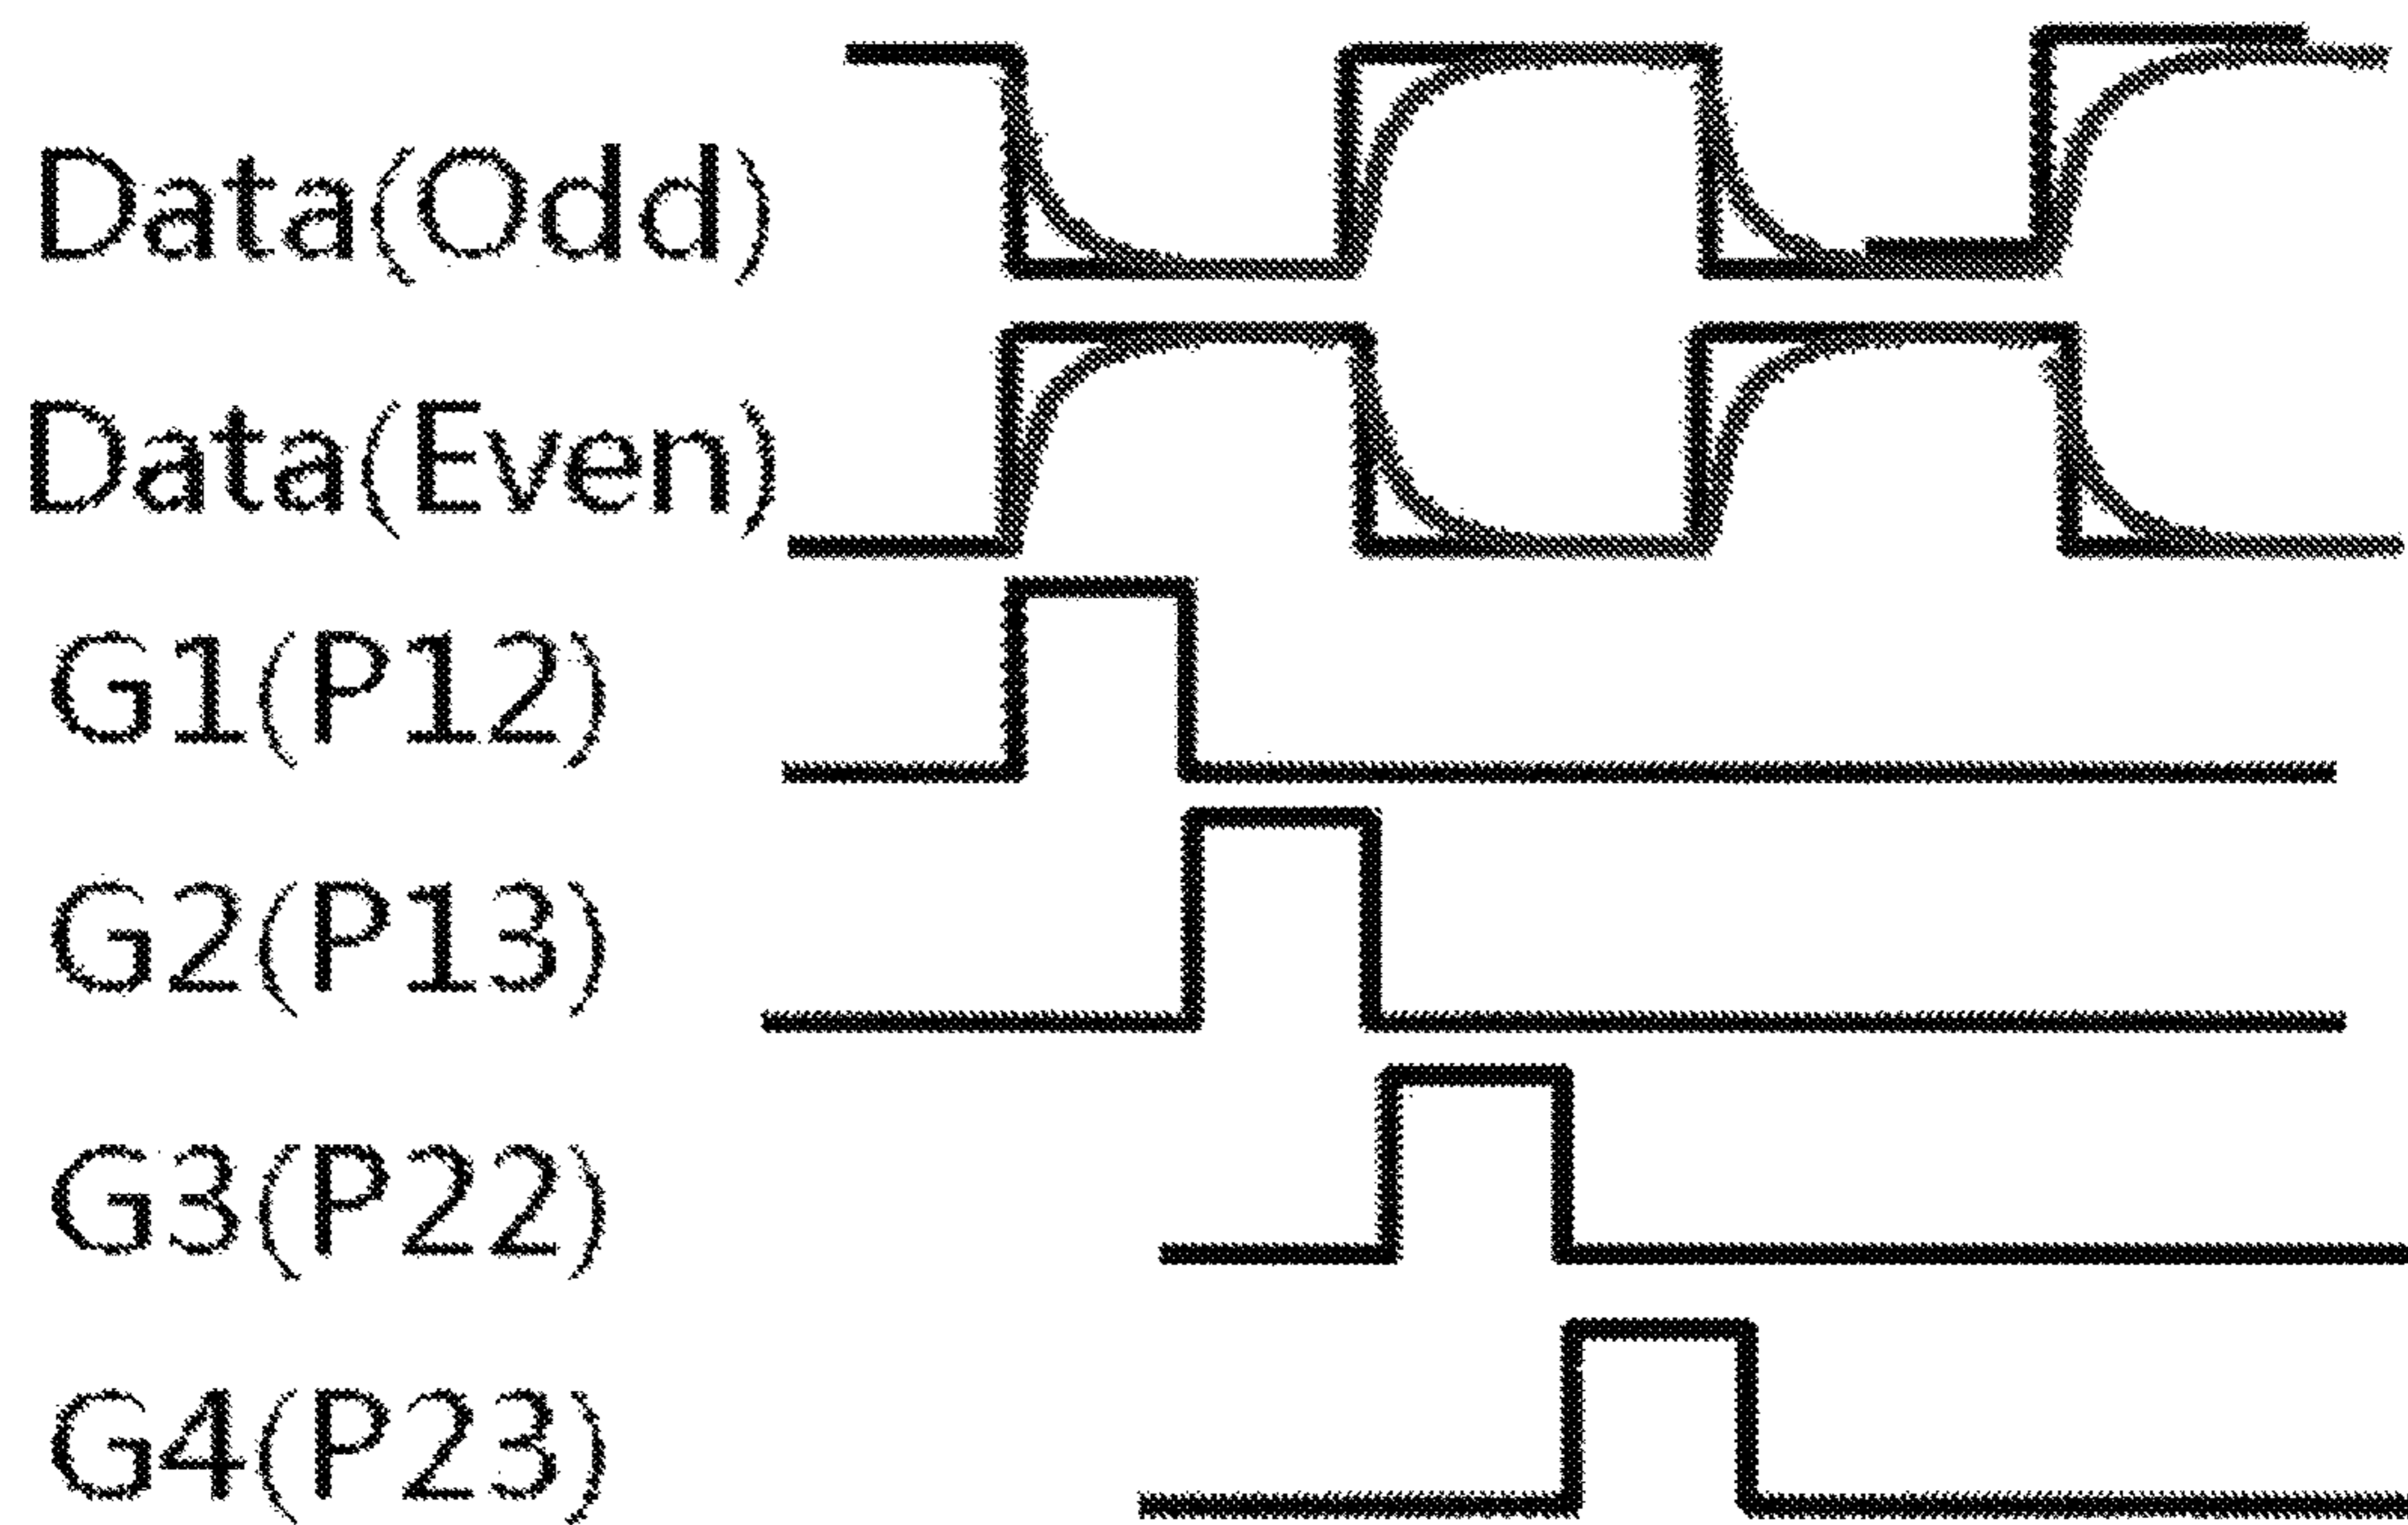 Data(Odd)
Data(Even)
G1(P12)
G2(P13)
G3(P22)
G4(P23)